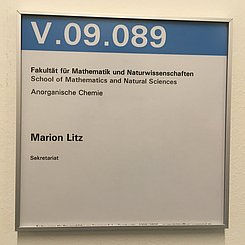 V.09.089
Fakultät für Mathematik und Naturwissenschaften
School of Mathematics and Natural Sciences
Anorganische Chemie
Marion Litz
Sekretariat